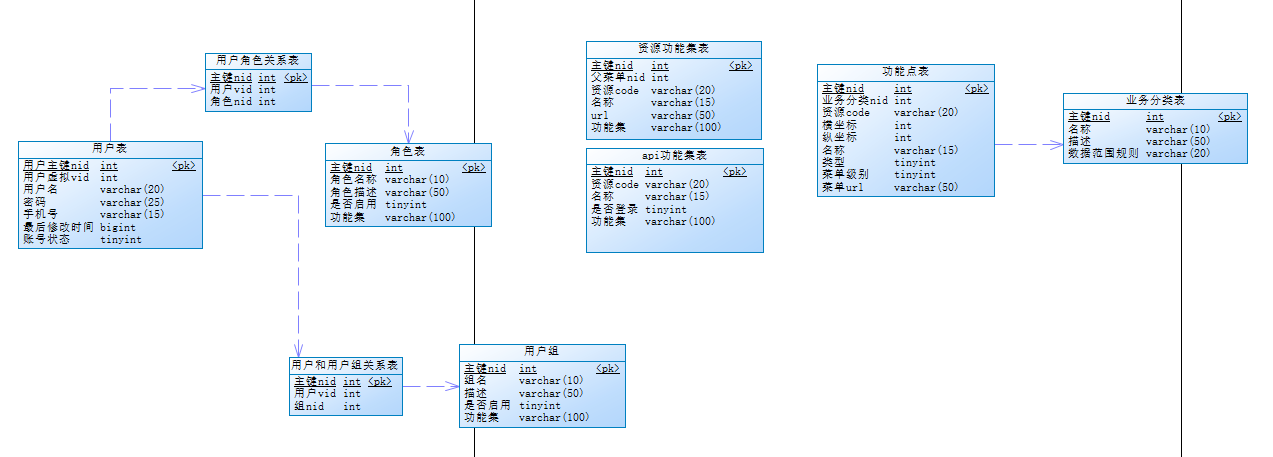 用户角色关系表
主键nid int <pk>
用户vid int
角色nid int
用户表
用户主键nid int <pk>
用户虚拟vid int
用户名 varchar(20)
密码 varchar(25)
手机号 varchar(15)
最后修改时间 bigint
账号状态 tinyint
角色表
主键nid int <pk>
角色名称 varchar(10)
角色描述 varchar(50)
是否启用 tinyint
功能集 varchar(100)
用户和用户组关系表
主键nid int <pk>
用户vid int
组nid int
用户组
主键nid int <pk>
组名 varchar(10)
描述 varchar(50)
是否启用 tinyint
功能集 varchar(100)
资源功能集表
主键nid int <pk>
父菜单nid int
资源code varchar(20)
名称 varchar(15)
url varchar(50)
功能集 varchar(100)
api功能集表
主键nid int <pk>
资源code varchar(20)
名称 varchar(15)
是否登录 tinyint
功能集 varchar(100)
功能点表
主键nid int <pk>
业务分类nid int
资源code varchar(20)
横坐标 int
纵坐标 int
名称 varchar(15)
类型 tinyint
菜单级别 tinyint
菜单url varchar(50)
业务分类表
主键nid int <pk>
名称 varchar(10)
描述 varchar(50)
数据范围规则 varchar(20)